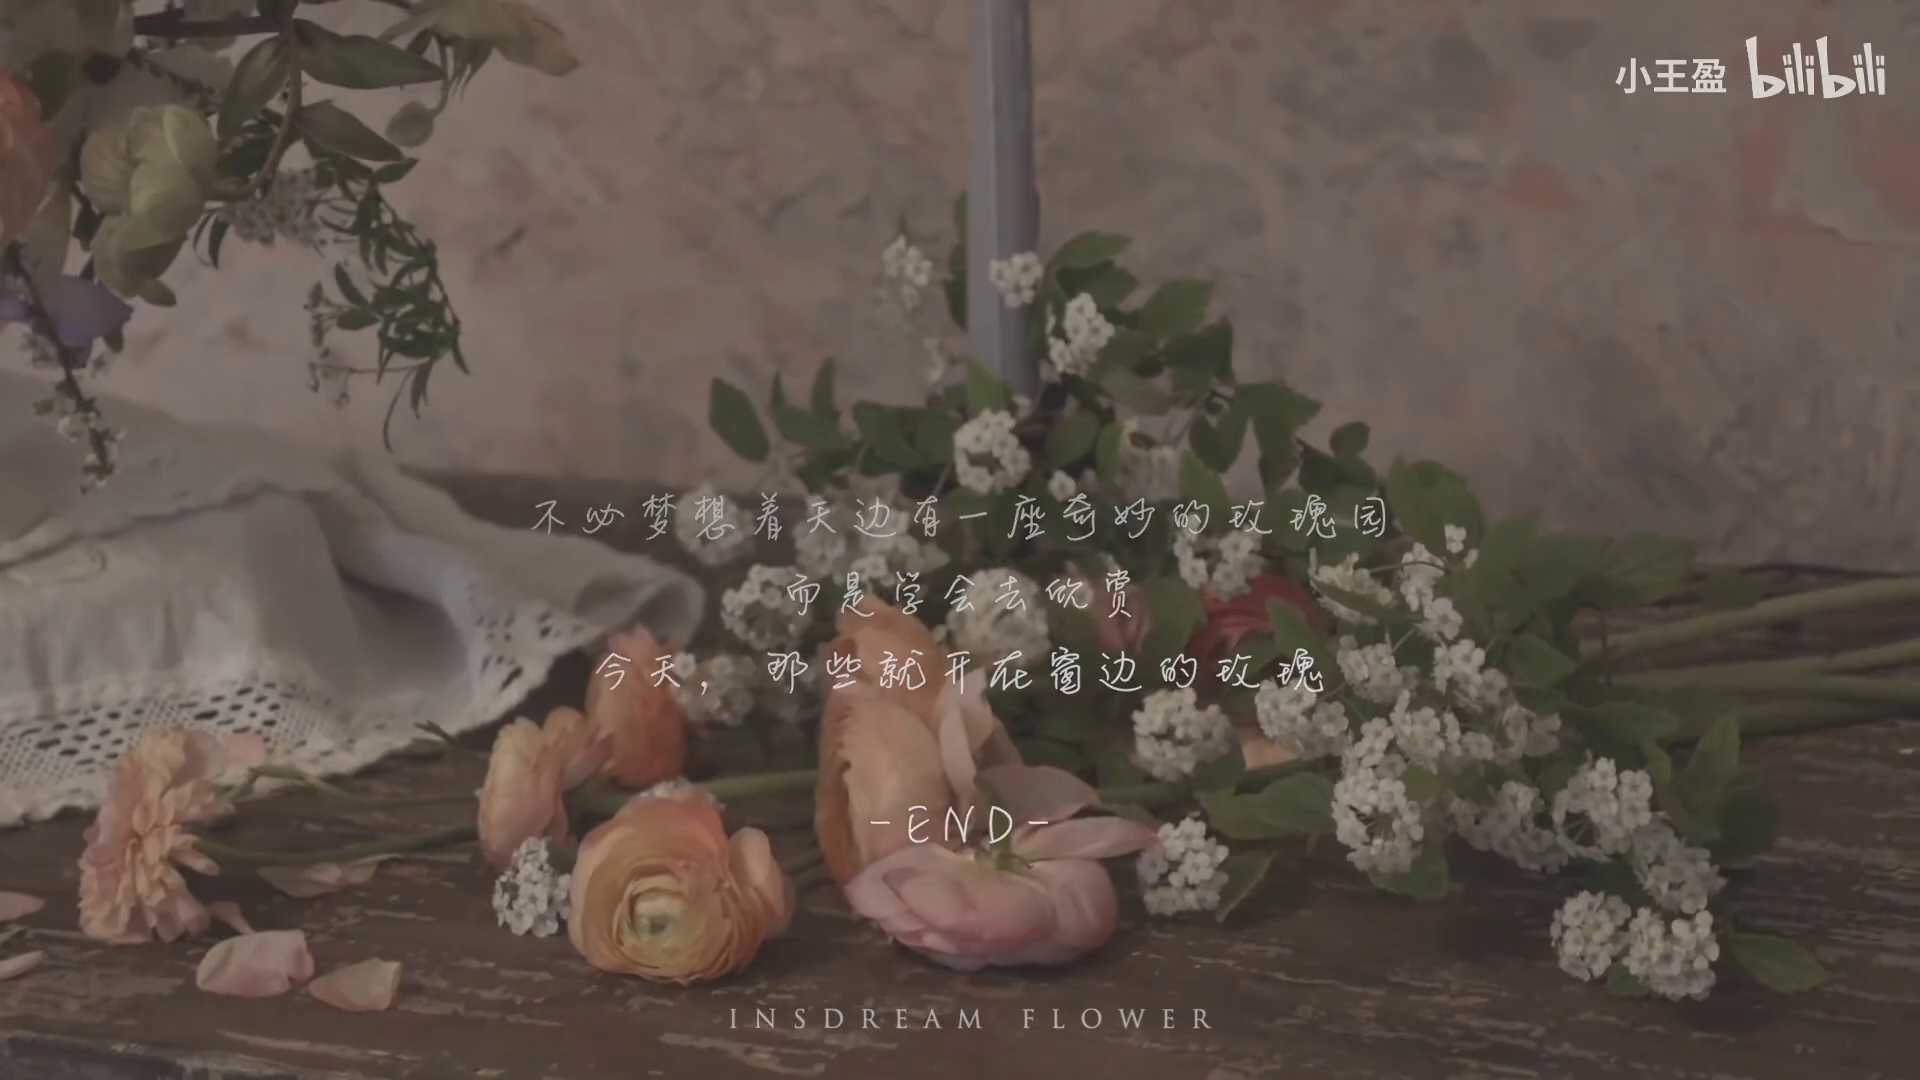 小王盈 bilibili
不必梦想着天边有一座奇妙的玫瑰园
而是学会去欣赏
今天，那些就开在窗边的玫瑰
-END-
INSDREAM FLOWER